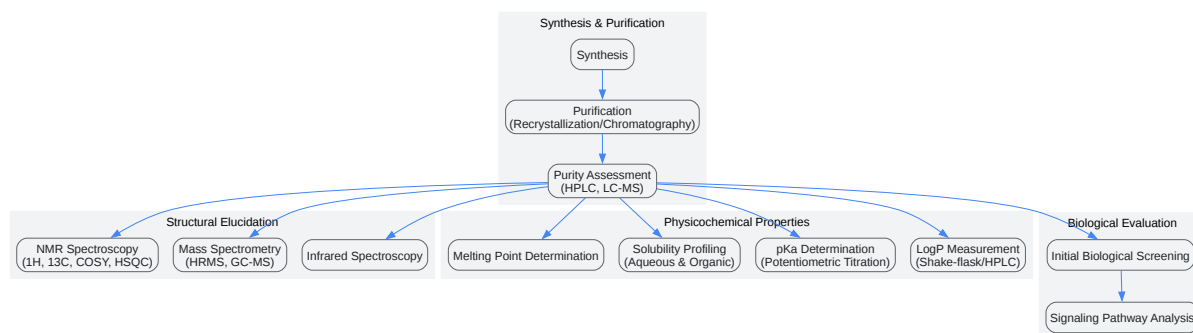 Synthesis & Purification
Synthesis
Purification
(Recrystallization/Chromatography)
Purity Assessment
(HPLC, LC-MS)
Structural Elucidation
NMR Spectroscopy
(1H, 13C, COSY, HSQC)
Mass Spectrometry
(HRMS, GC-MS)
Infrared Spectroscopy
Physicochemical Properties
Melting Point Determination
Solubility Profiling
(Aqueous & Organic)
pKa Determination
(Potentiometric Titration)
LogP Measurement
(Shake-flask/HPLC)
Biological Evaluation
Initial Biological Screening
Signaling Pathway Analysis